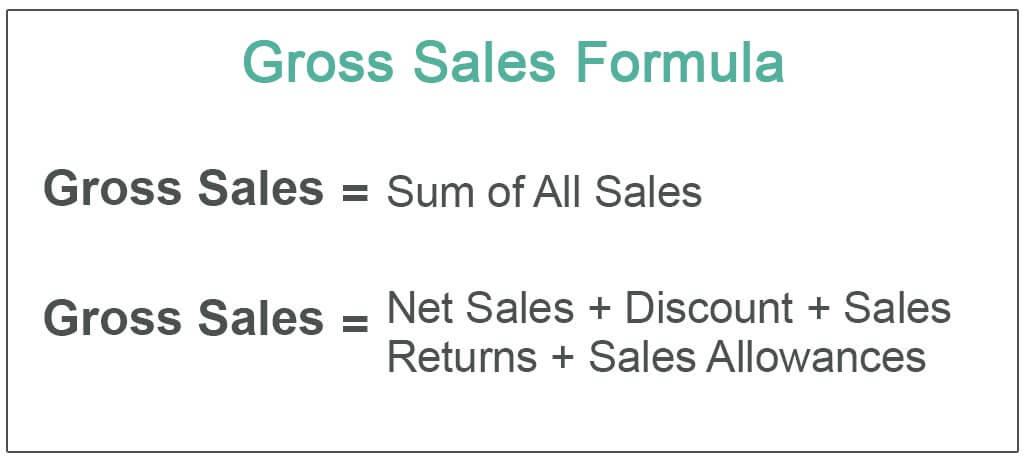 Gross Sales Formula
Gross Sales = Sum of All Sales
Gross Sales = Net Sales + Discount + Sales
Returns + Sales Allowances